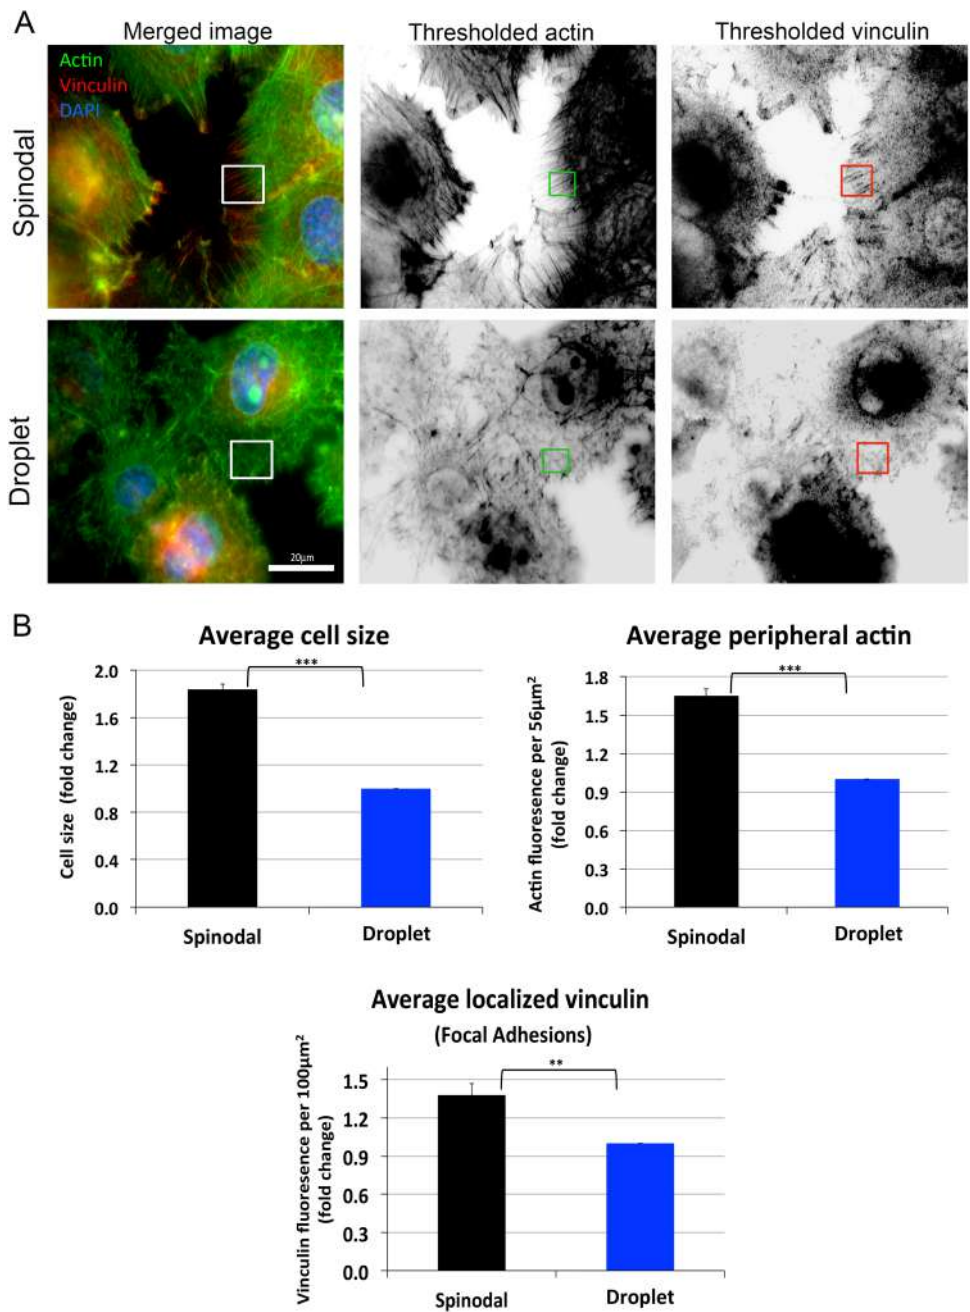 A
Merged image
Thresholded actin
Thresholded vinculin
Actin
Vinculin
DAPI
Spinodal
Droplet
20µm
B
Average cell size
***
Cell size (fold change)
2.0
1.6
1.2
0.8
0.4
0.0
Spinodal
Droplet
Average peripheral actin
***
Actin fluoresence per 56µm²
(fold change)
1.8
1.5
1.2
0.9
0.6
0.3
0.0
Spinodal
Droplet
Average localized vinculin
(Focal Adhesions)
**
Vinculin fluoresence per 100µm²
(fold change)
1.5
1.2
0.9
0.6
0.3
0.0
Spinodal
Droplet